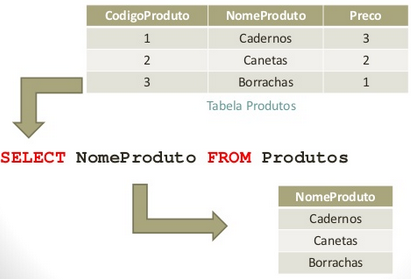 CodigoProduto NomeProduto Preco
1 Cadernos 3
2 Canetas 2
3 Borrachas 1
Tabela Produtos
SELECT NomeProduto FROM Produtos
NomeProduto
Cadernos
Canetas
Borrachas